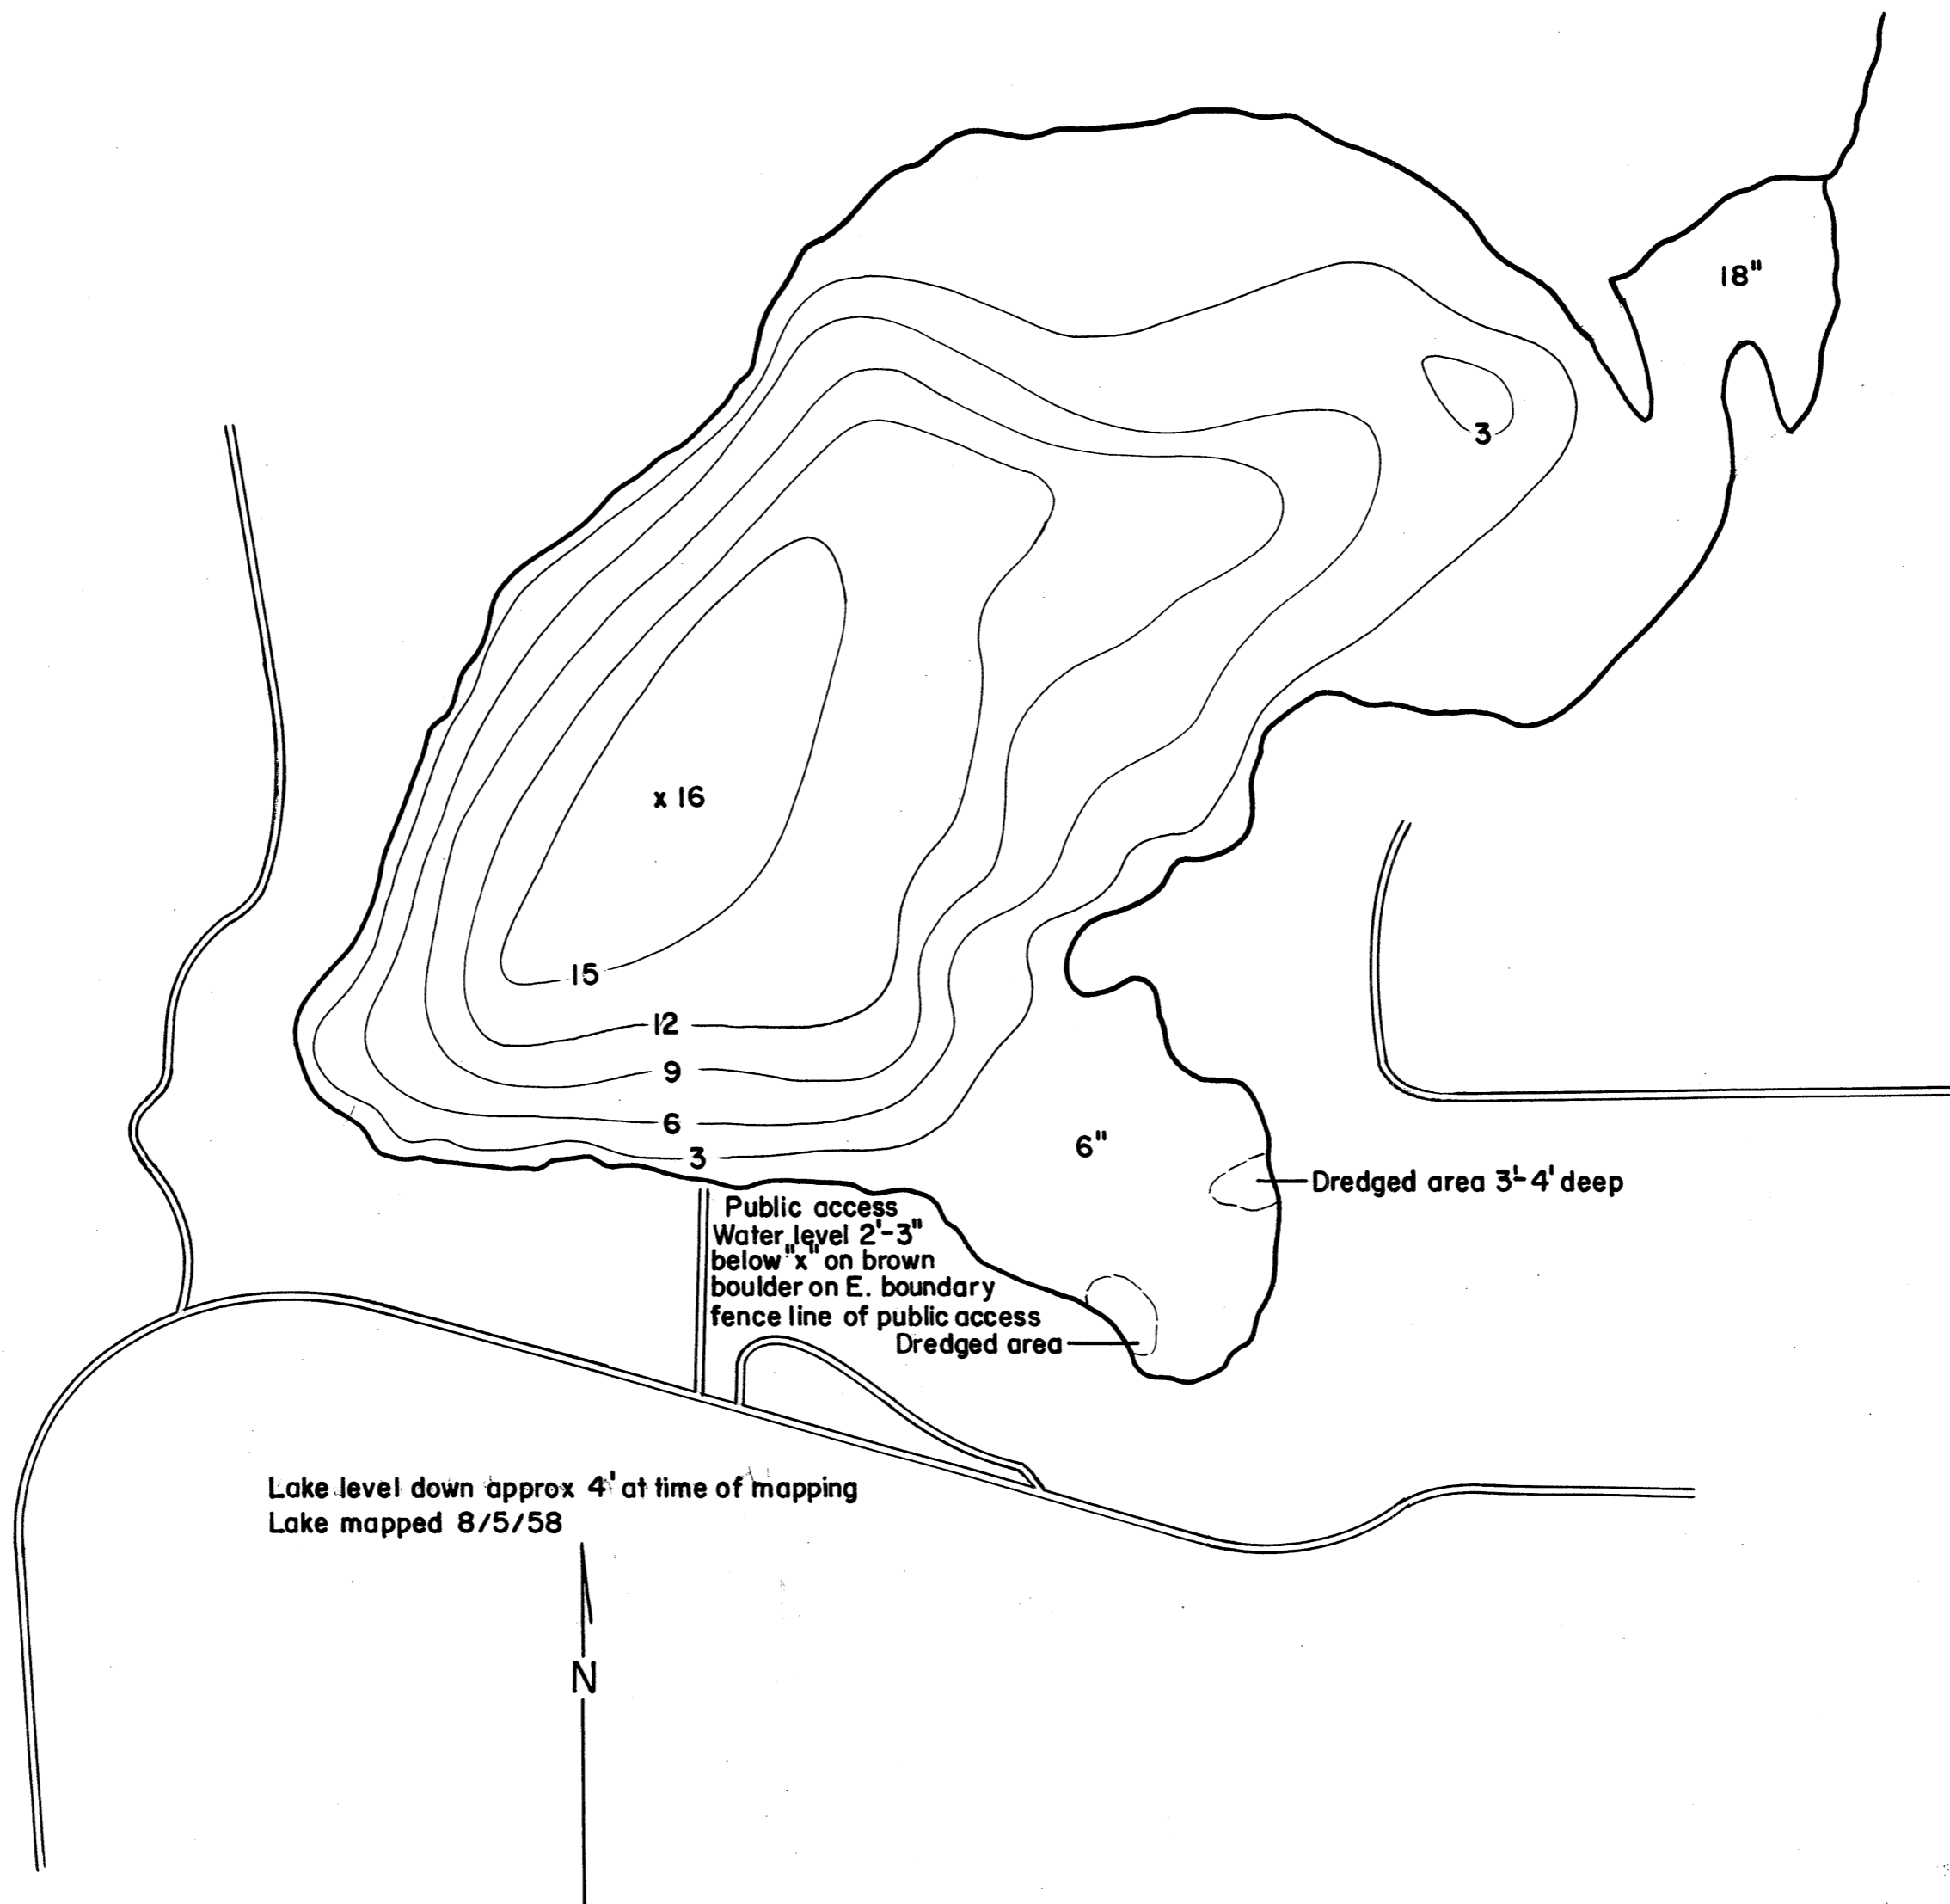 18"
3
x 16
15
12
9
6
3
6"
Dredged area 3'-4' deep
Public access
Water level 2'-3"
below "x" on brown
boulder on E. boundary
fence line of public access
Dredged area
Lake level down approx 4' at time of mapping
Lake mapped 8/5/58
N